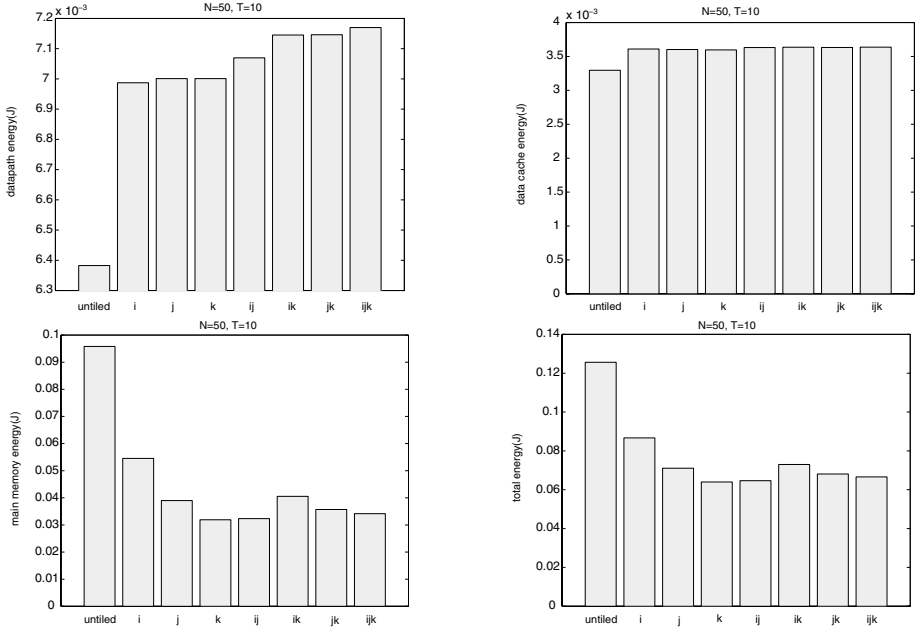 x 10⁻³
N=50, T=10
7.2
7.1
7
6.9
6.8
6.7
6.6
6.5
6.4
6.3
datapath energy(J)
untiled i j k ij ik jk ijk
x 10⁻³
N=50, T=10
4
3.5
3
2.5
2
1.5
1
0.5
0
data cache energy(J)
untiled i j k ij ik jk ijk
N=50, T=10
0.1
0.09
0.08
0.07
0.06
0.05
0.04
0.03
0.02
0.01
0
main memory energy(J)
untiled i j k ij ik jk ijk
N=50, T=10
0.14
0.12
0.1
0.08
0.06
0.04
0.02
0
total energy(J)
untiled i j k ij ik jk ijk